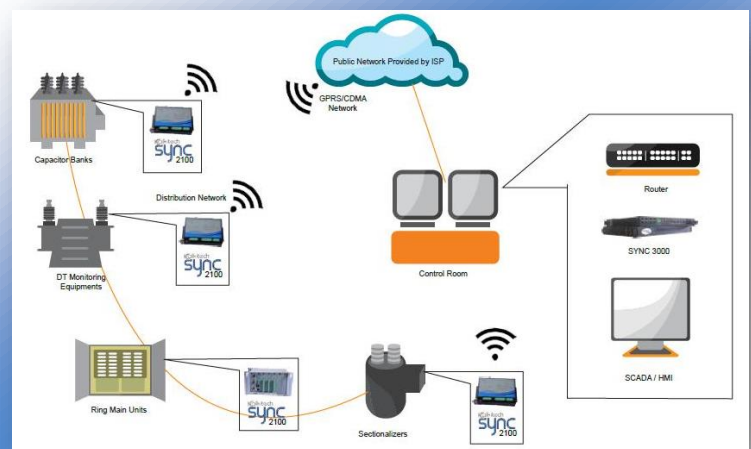 Public Network Provided by ISP
GPRS/CDMA
Network
sync
2100
Capacitor Banks
Distribution Network
sync
2100
DT Monitoring
Equipments
Control Room
Router
SYNC 3000
SCADA / HMI
sync
2100
Ring Main Units
sync
2100
Sectionalizers